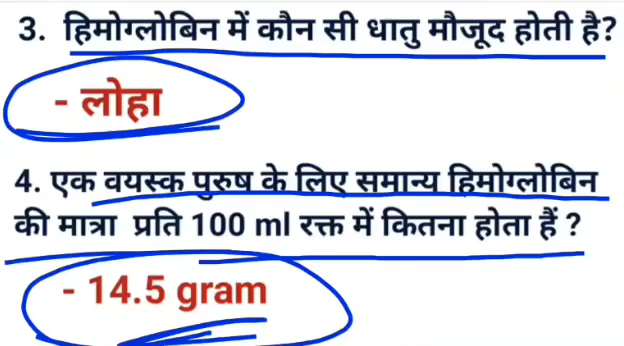 3. हिमोग्लोबिन में कौन सी धातु मौजूद होती है?
- लोहा
4. एक वयस्क पुरुष के लिए समान्य हिमोग्लोबिन
की मात्रा प्रति 100 ml रक्त में कितना होता हैं ?
- 14.5 gram